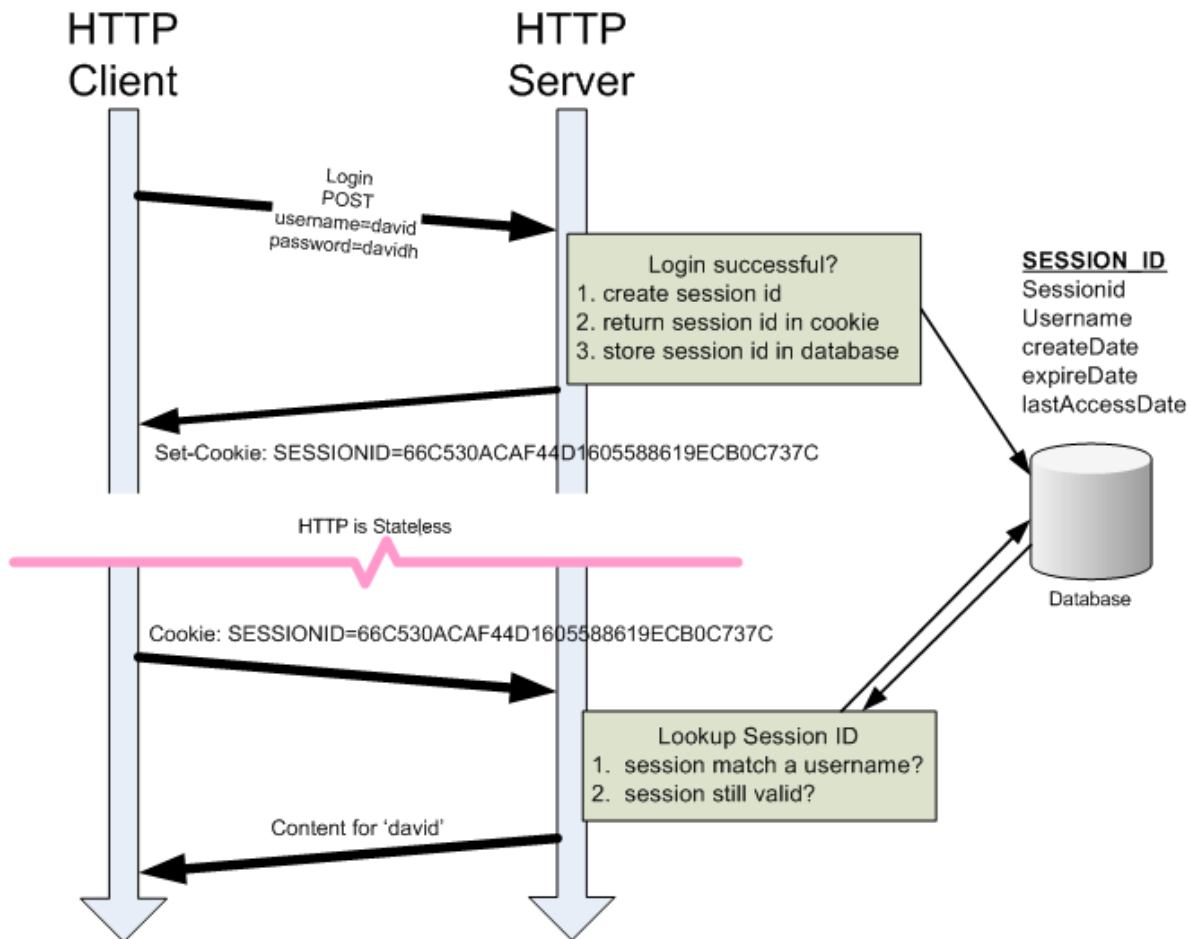 HTTP
Client
HTTP
Server
Login
POST
username=david
password=davidh
Login successful?
1. create session id
2. return session id in cookie
3. store session id in database
SESSION_ID
Sessionid
Username
createDate
expireDate
lastAccessDate
Set-Cookie: SESSIONID=66C530ACAF44D1605588619ECB0C737C
HTTP is Stateless
Database
Cookie: SESSIONID=66C530ACAF44D1605588619ECB0C737C
Lookup Session ID
1. session match a username?
2. session still valid?
Content for ‘david’